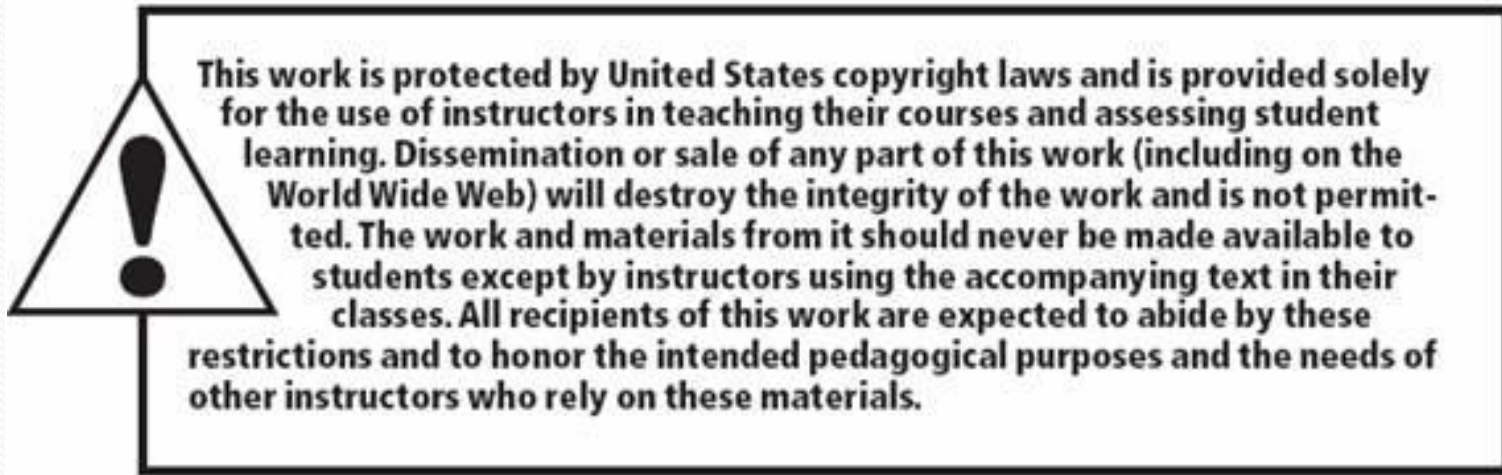 This work is protected by United States copyright laws and is provided solely
for the use of instructors in teaching their courses and assessing student
learning. Dissemination or sale of any part of this work (including on the
World Wide Web) will destroy the integrity of the work and is not permit-
ted. The work and materials from it should never be made available to
students except by instructors using the accompanying text in their
classes. All recipients of this work are expected to abide by these
restrictions and to honor the intended pedagogical purposes and the needs of
other instructors who rely on these materials.